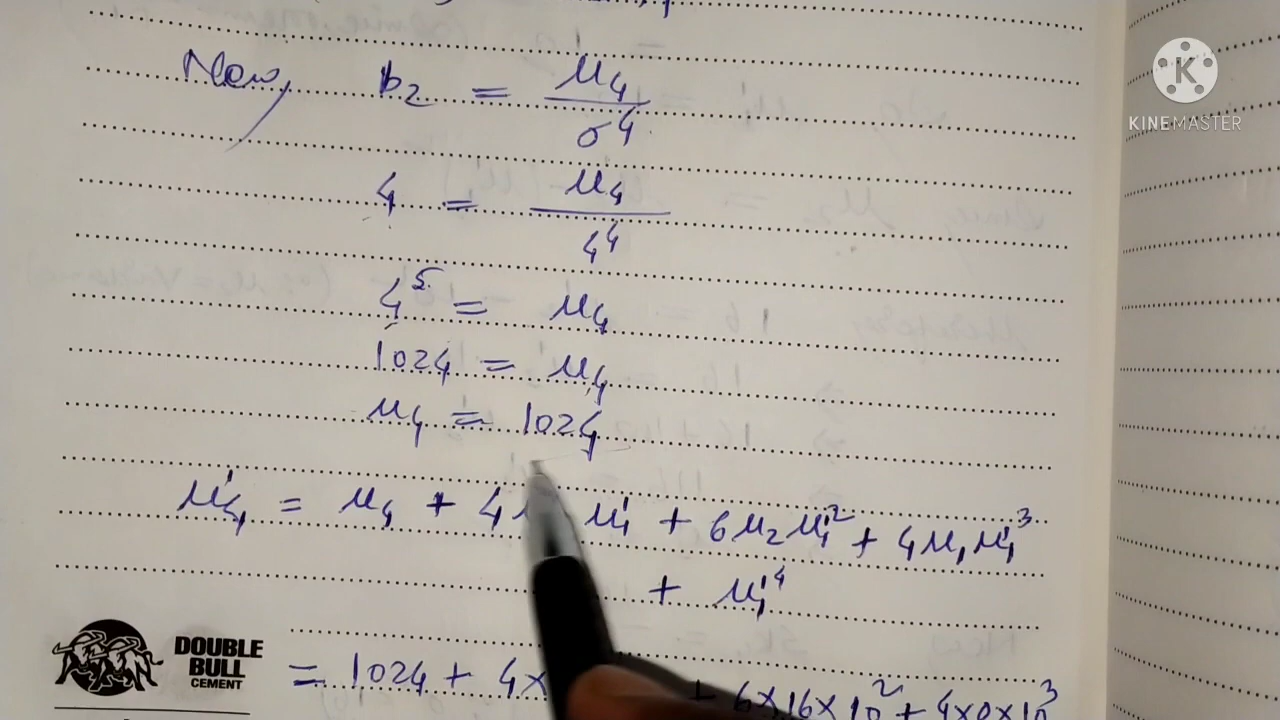 Now, b₂ = μ₄ / σ⁴
4 = μ₄ / 4⁴
4⁵ = μ₄
1024 = μ₄
μ₄ = 1024
μ'₄ = μ₄ + 4μ μ'₁ + 6μ₂μ'₁² + 4μ₁μ'₁³
+ μ'₁⁴
= 1024 + 4× + 6×16×10² + 4×0×10³
K
KINEMASTER
DOUBLE
BULL
CEMENT